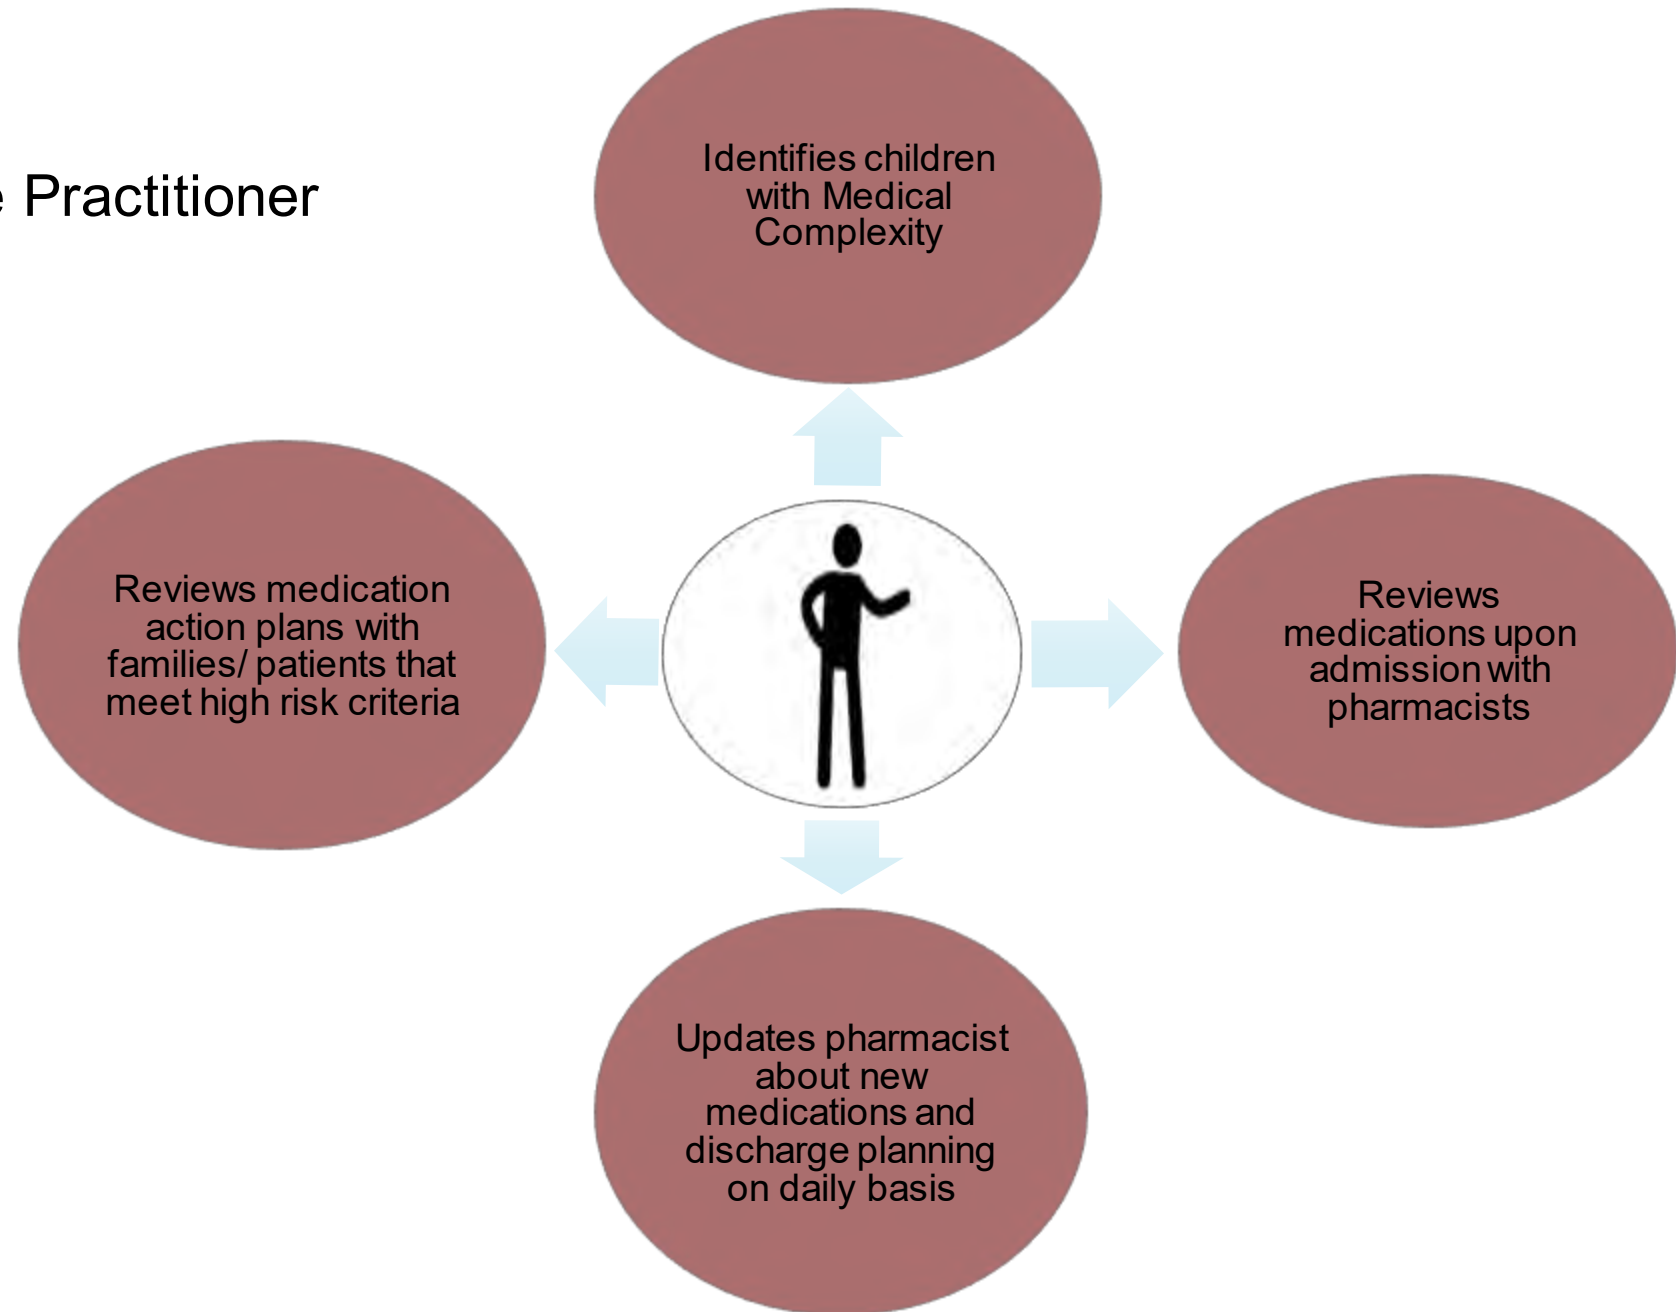 e Practitioner
Identifies children
with Medical
Complexity
Reviews medication
action plans with
families/ patients that
meet high risk criteria
Reviews
medications upon
admission with
pharmacists
Updates pharmacist
about new
medications and
discharge planning
on daily basis